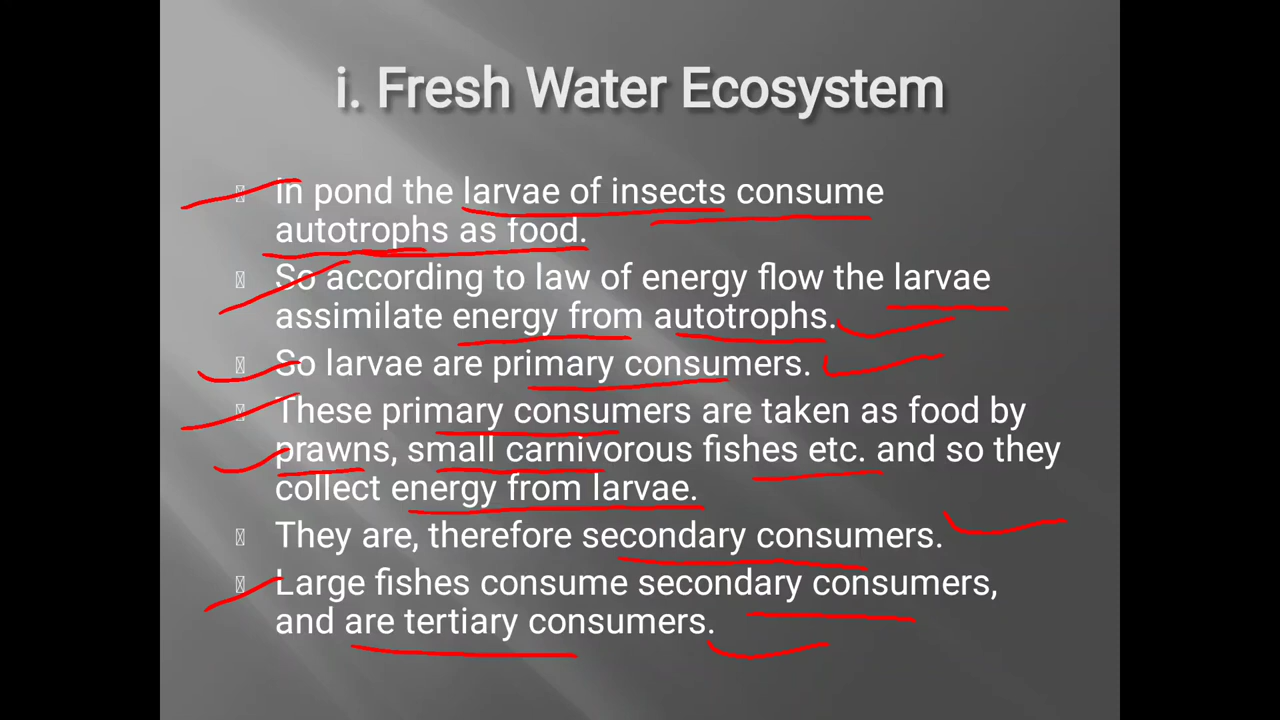 i. Fresh Water Ecosystem
In pond the larvae of insects consume
autotrophs as food.
So according to law of energy flow the larvae
assimilate energy from autotrophs.
So larvae are primary consumers.
These primary consumers are taken as food by
prawns, small carnivorous fishes etc. and so they
collect energy from larvae.
They are, therefore secondary consumers.
Large fishes consume secondary consumers,
and are tertiary consumers.